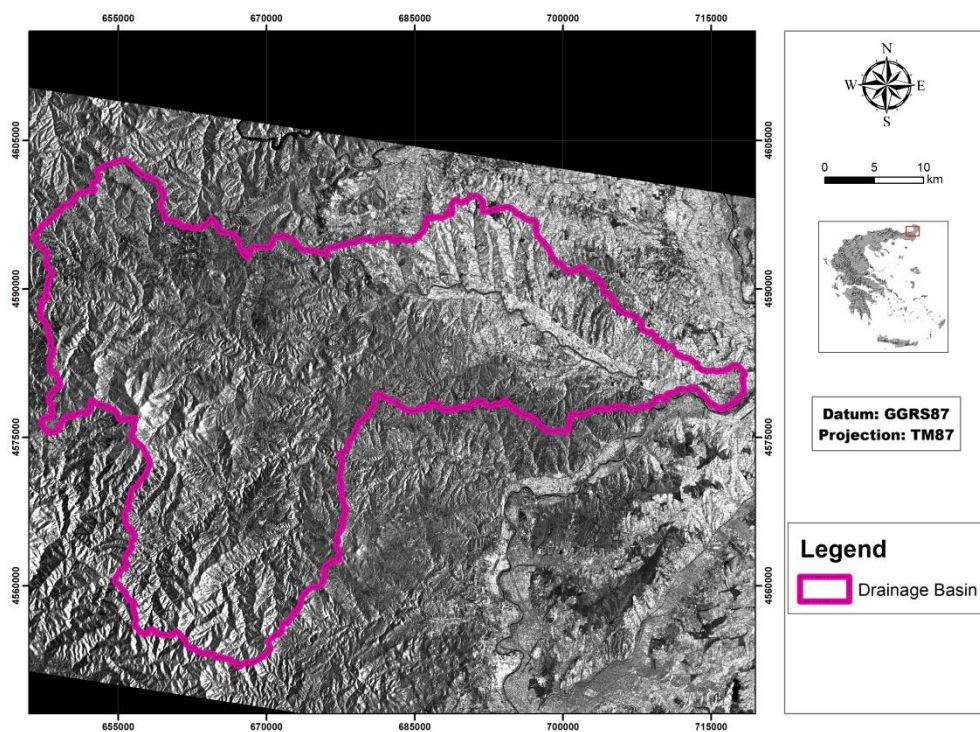 655000 670000 685000 700000 715000
4605000 4605000
4590000 4590000
4575000 4575000
4560000 4560000
655000 670000 685000 700000 715000
N
W E
S
0 5 10
km
Datum: GGRS87
Projection: TM87
Legend
Drainage Basin